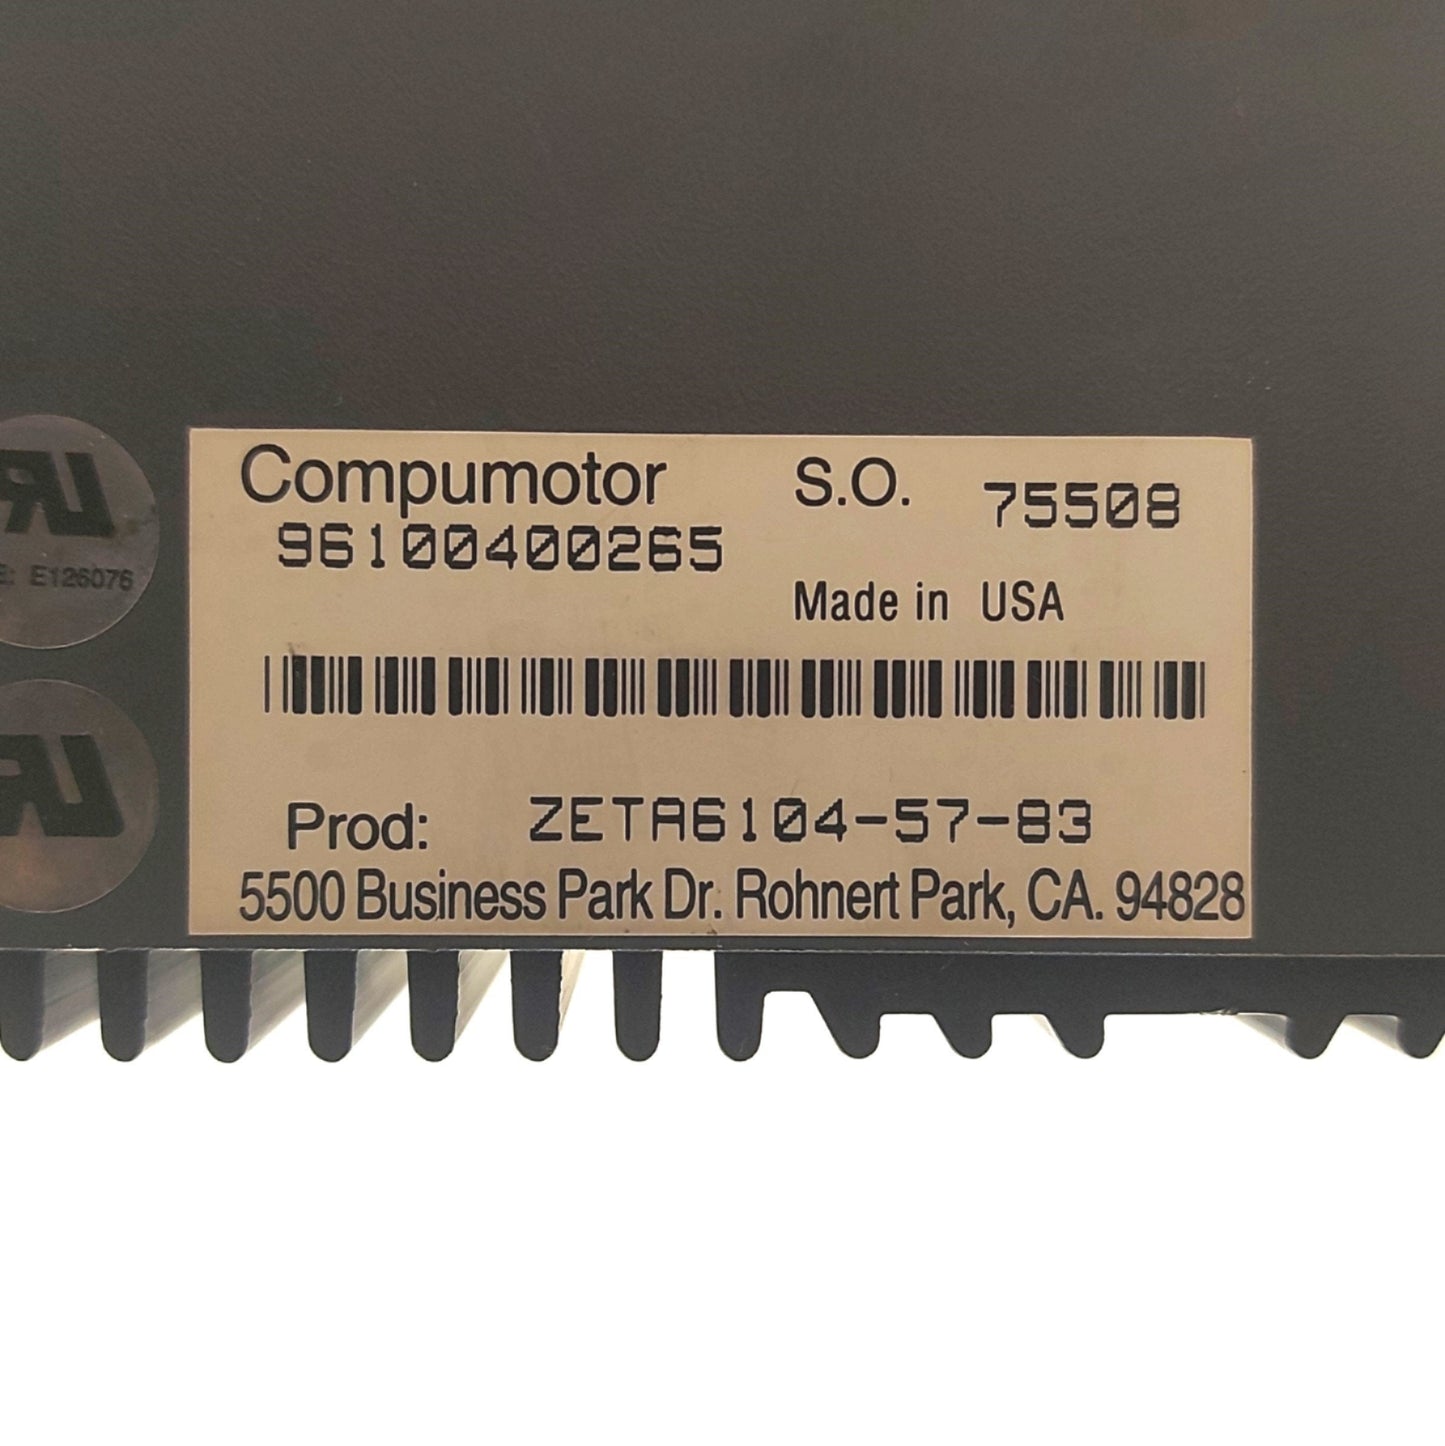 Compumotor
S.O. 75508
96100400265
Made in USA
E126076
Prod: ZETA6104-57-83
5500 Business Park Dr. Rohnert Park, CA. 94828